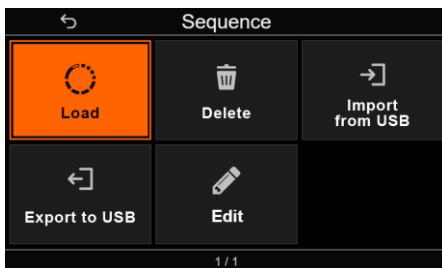 Sequence
Load
Delete
Import
from USB
Export to USB
Edit
1/1